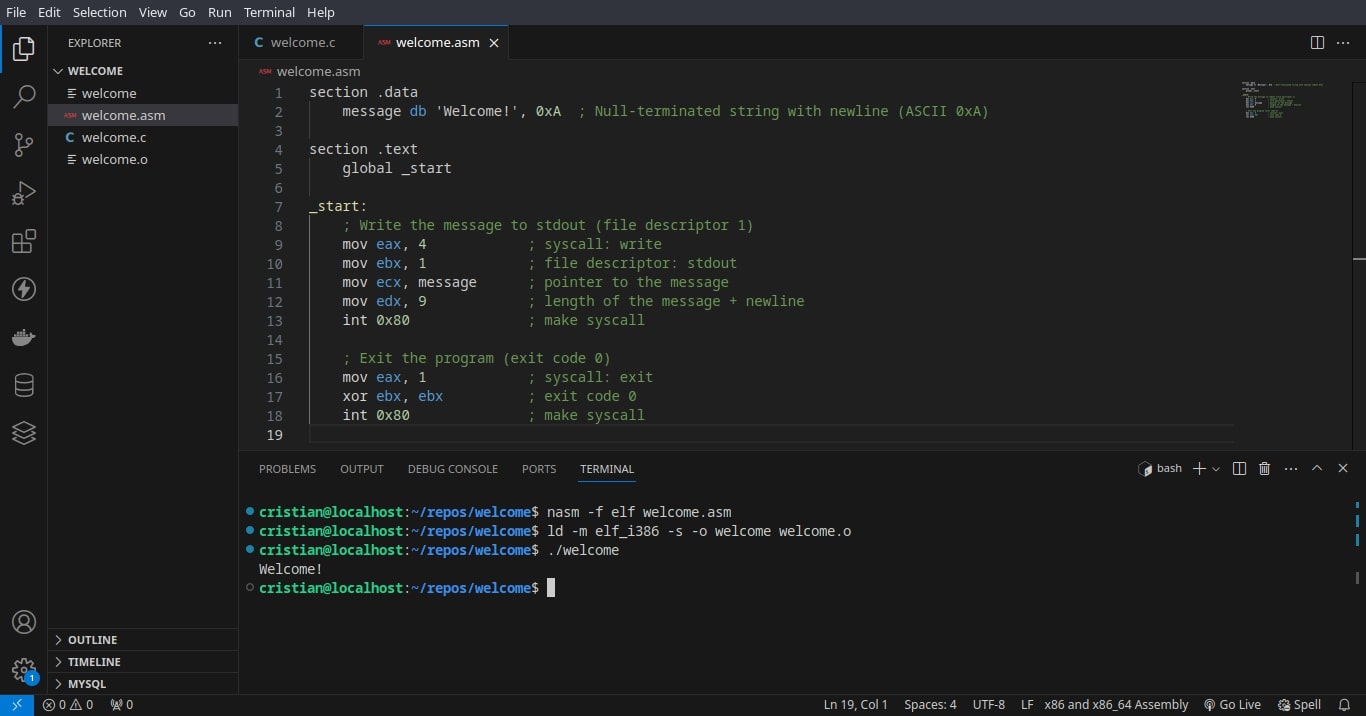 File Edit Selection View Go Run Terminal Help
EXPLORER
WELCOME
welcome
ASM welcome.asm
C welcome.c
welcome.o
OUTLINE
TIMELINE
MYSQL
1
C welcome.c
ASM welcome.asm
ASM welcome.asm
1 section .data
2 message db 'Welcome!', 0xA ; Null-terminated string with newline (ASCII 0xA)
3
4 section .text
5 global _start
6
7 _start:
8 ; Write the message to stdout (file descriptor 1)
9 mov eax, 4 ; syscall: write
10 mov ebx, 1 ; file descriptor: stdout
11 mov ecx, message ; pointer to the message
12 mov edx, 9 ; length of the message + newline
13 int 0x80 ; make syscall
14
15 ; Exit the program (exit code 0)
16 mov eax, 1 ; syscall: exit
17 xor ebx, ebx ; exit code 0
18 int 0x80 ; make syscall
19
PROBLEMS OUTPUT DEBUG CONSOLE PORTS TERMINAL bash
cristian@localhost:~/repos/welcome$ nasm -f elf welcome.asm
cristian@localhost:~/repos/welcome$ ld -m elf_i386 -s -o welcome welcome.o
cristian@localhost:~/repos/welcome$ ./welcome
Welcome!
cristian@localhost:~/repos/welcome$
0 0 0 Ln 19, Col 1 Spaces: 4 UTF-8 LF x86 and x86_64 Assembly Go Live Spell